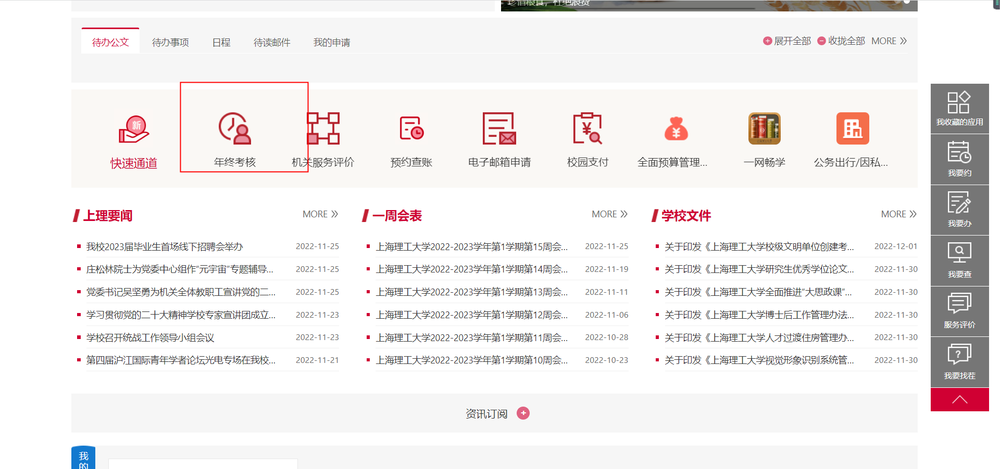 珍惜粮食，杜绝浪费
待办公文 待办事项 日程 待读邮件 我的申请 展开全部 收拢全部 MORE
新
快速通道 年终考核 机关服务评价 预约查账 电子邮箱申请 校园支付 全面预算管理... 一网畅学 公务出行/因私...
上理要闻 MORE
我校2023届毕业生首场线下招聘会举办 2022-11-25
庄松林院士为党委中心组作“元宇宙”专题辅导... 2022-11-25
党委书记吴坚勇为机关全体教职工宣讲党的二... 2022-11-25
学习贯彻党的二十大精神学校专家宣讲团成立... 2022-11-23
学校召开统战工作领导小组会议 2022-11-23
第四届沪江国际青年学者论坛光电专场在我校... 2022-11-21
一周会表 MORE
上海理工大学2022-2023学年第1学期第15周会... 2022-11-25
上海理工大学2022-2023学年第1学期第14周会... 2022-11-19
上海理工大学2022-2023学年第1学期第13周会... 2022-11-11
上海理工大学2022-2023学年第1学期第12周会... 2022-11-06
上海理工大学2022-2023学年第1学期第11周会... 2022-10-28
上海理工大学2022-2023学年第1学期第10周会... 2022-10-23
学校文件 MORE
关于印发《上海理工大学校级文明单位创建考... 2022-12-01
关于印发《上海理工大学研究生优秀学位论文... 2022-11-30
关于印发《上海理工大学全面推进“大思政课”... 2022-11-30
关于印发《上海理工大学博士后工作管理办法... 2022-11-30
关于印发《上海理工大学人才过渡住房管理办... 2022-11-30
关于印发《上海理工大学视觉形象识别系统管... 2022-11-30
资讯订阅
我
的
我收藏的应用
我要约
我要办
我要查
服务评价
我要找茬